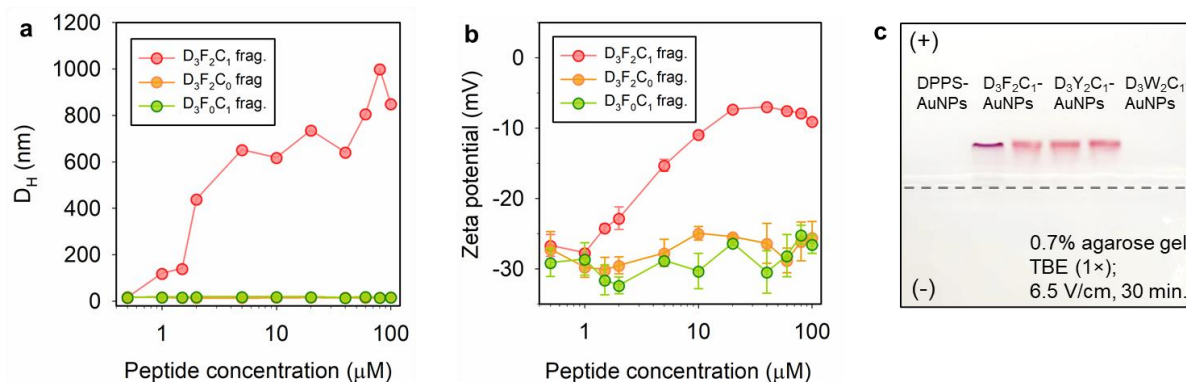 a
1200
1000
800
600
400
200
0
D_H (nm)
D₃F₂C₁ frag.
D₃F₂C₀ frag
D₃F₀C₁ frag.
1 10 100
Peptide concentration (μM)
b
0
-10
-20
-30
Zeta potential (mV)
D₃F₂C₁ frag.
D₃F₂C₀ frag.
D₃F₀C₁ frag.
1 10 100
Peptide concentration (μM)
c
(+)
DPPS- D₃F₂C₁- D₃Y₂C₁- D₃W₂C₁
AuNPs AuNPs AuNPs AuNPs
0.7% agarose gel
TBE (1×);
6.5 V/cm, 30 min.
(-)